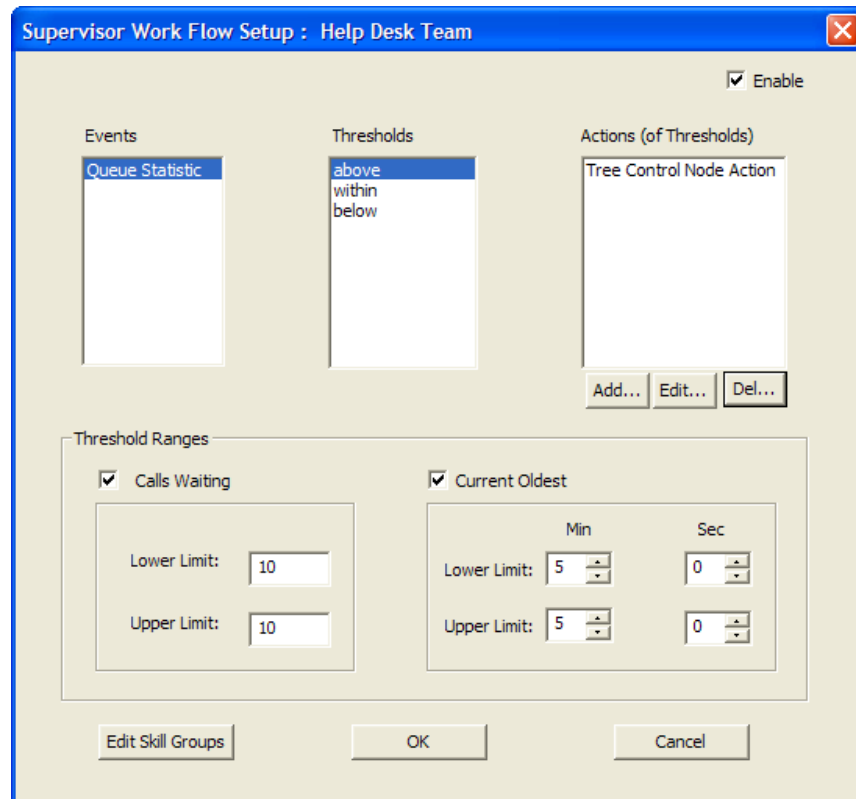 Supervisor Work Flow Setup :  Help Desk Team
Enable
Events
Thresholds
Actions (of Thresholds)
Queue Statistic
above
within
below
Tree Control Node Action
Add...
Edit...
Del...
Threshold Ranges
Calls Waiting
Current Oldest
Min
Sec
Lower Limit:
10
Lower Limit:
5
0
Upper Limit:
10
Upper Limit:
5
0
Edit Skill Groups
OK
Cancel